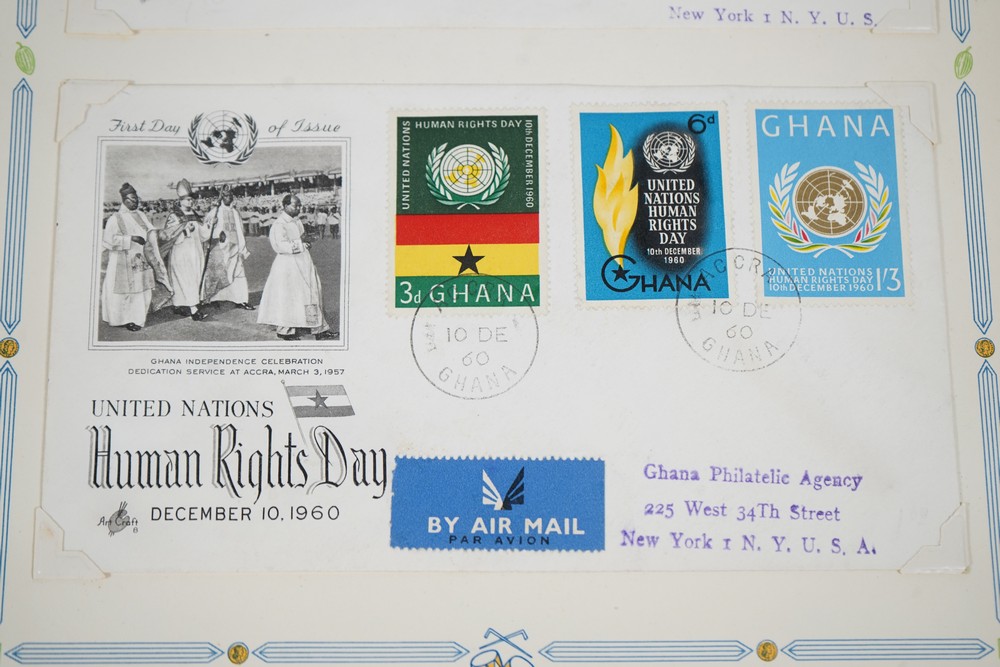 New York 1 N. Y. U. S.
First Day of Issue
GHANA INDEPENDENCE CELEBRATION
DEDICATION SERVICE AT ACCRA, MARCH 3, 1957
UNITED NATIONS
Human Rights Day
DECEMBER 10, 1960
Art Craft
UNITED NATIONS
HUMAN RIGHTS DAY
10th DECEMBER 1960
3d GHANA
6d
UNITED
NATIONS
HUMAN
RIGHTS
DAY
10th DECEMBER
1960
GHANA
GHANA
UNITED NATIONS
HUMAN RIGHTS DAY
10th DECEMBER 1960
1'3
10 DE
60
GHANA
ACCRA
10 DE
60
GHANA
BY AIR MAIL
PAR AVION
Ghana Philatelic Agency
225 West 34Th Street
New York 1 N. Y. U. S. A.